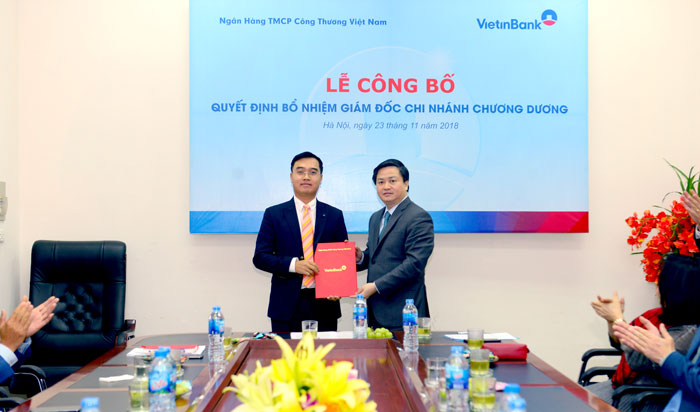 Ngân Hàng TMCP Công Thương Việt Nam
VietinBank
LỄ CÔNG BỐ
QUYẾT ĐỊNH BỔ NHIỆM GIÁM ĐỐC CHI NHÁNH CHƯƠNG DƯƠNG
Hà Nội, ngày 23 tháng 11 năm 2018
VietinBank